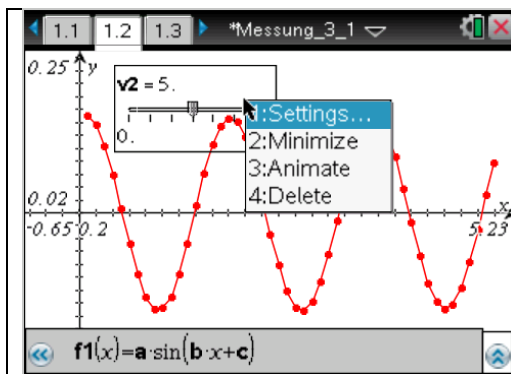 1.1 1.2 1.3 *Messung_3_1
0.25 y
v2 = 5.
0.
1:Settings...
2:Minimize
3:Animate
4:Delete
0.02 x
-0.65 0.2 5.23
f1(x)=a·sin(b·x+c)